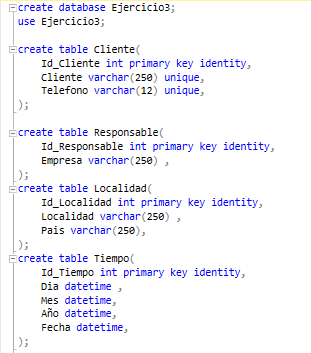 create database Ejercicio3;
use Ejercicio3;
create table Cliente(
Id_Cliente int primary key identity,
Cliente varchar(250) unique,
Telefono varchar(12) unique,
);
create table Responsable(
Id_Responsable int primary key identity,
Empresa varchar(250) ,
);
create table Localidad(
Id_Localidad int primary key identity,
Localidad varchar(250) ,
Pais varchar(250),
);
create table Tiempo(
Id_Tiempo int primary key identity,
Dia datetime ,
Mes datetime,
Año datetime,
Fecha datetime,
);